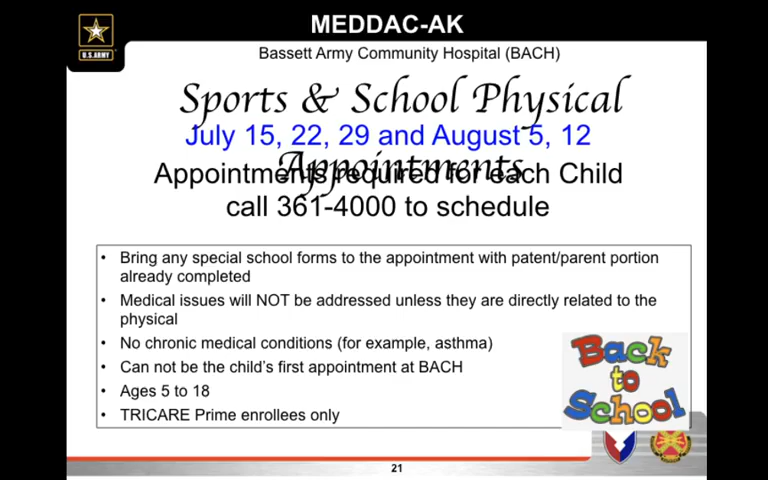 MEDDAC-AK
U.S.ARMY
Bassett Army Community Hospital (BACH)
Sports & School Physical
July 15, 22, 29 and August 5, 12
Appointments
Appointments required for each Child
call 361-4000 to schedule
• Bring any special school forms to the appointment with patent/parent portion
already completed
• Medical issues will NOT be addressed unless they are directly related to the
physical
• No chronic medical conditions (for example, asthma)
• Can not be the child's first appointment at BACH
• Ages 5 to 18
• TRICARE Prime enrollees only
Back
to
School
21